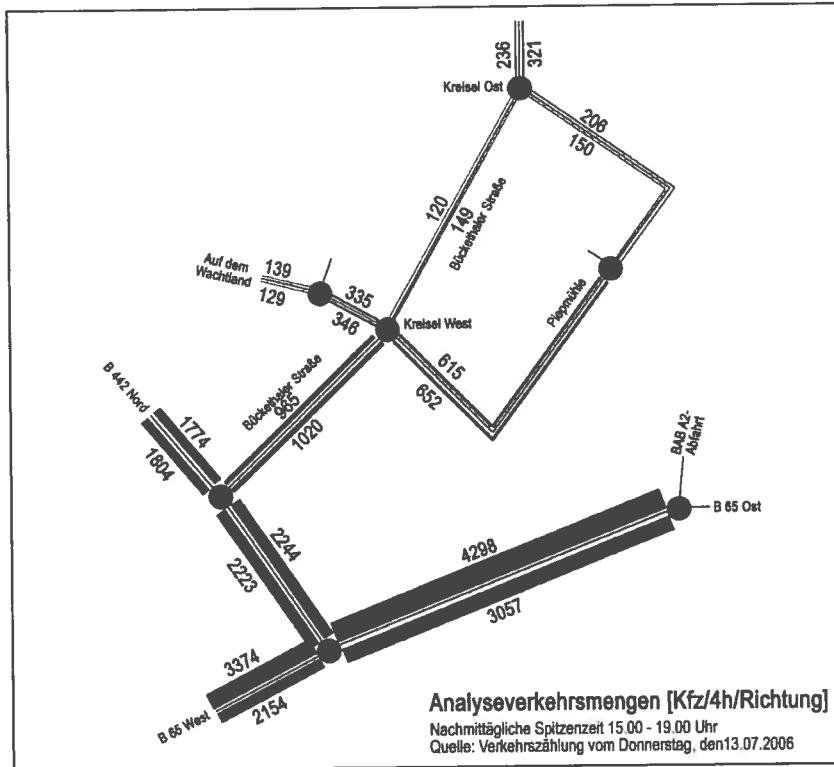 236
321
Kreisel Ost
206
150
120
149
Bückethaler Straße
Auf dem
Wachtland
139
129
335
346
Kreisel West
Piepmühle
615
652
B 442 Nord
Bückethaler Straße
965
1020
1774
1804
BAB A2-
Abfahrt
B 65 Ost
2244
2223
4298
3057
3374
2154
B 65 West
Analyseverkehrsmengen [Kfz/4h/Richtung]
Nachmittägliche Spitzenzeit 15.00 - 19.00 Uhr
Quelle: Verkehrszählung vom Donnerstag, den13.07.2006